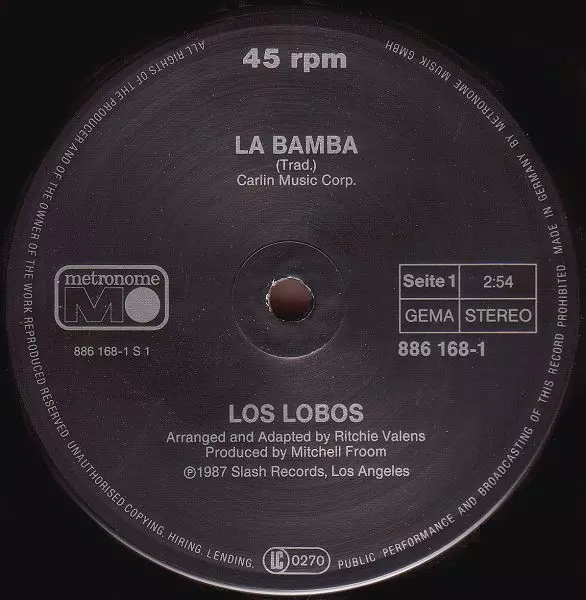 45 rpm
LA BAMBA
(Trad.)
Carlin Music Corp.
metronome
M
886 168-1 S 1
Seite 1 2:54
GEMA STEREO
886 168-1
LOS LOBOS
Arranged and Adapted by Ritchie Valens
Produced by Mitchell Froom
Ⓟ1987 Slash Records, Los Angeles
ALL RIGHTS OF THE PRODUCER AND OF THE OWNER OF THE WORK REPRODUCED RESERVED. UNAUTHORISED COPYING, HIRING, LENDING, LC 0270 PUBLIC PERFORMANCE AND BROADCASTING OF THIS RECORD PROHIBITED MADE IN GERMANY BY METRONOME MUSIK GMBH